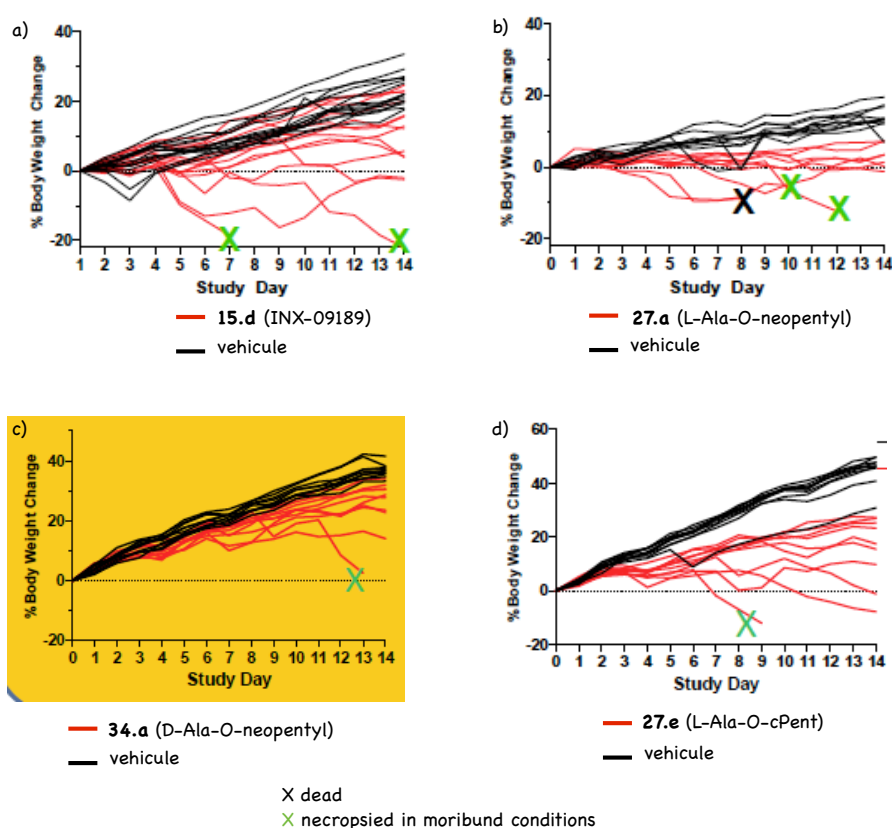 a)
% Body Weight Change
40
20
0
-20
1 2 3 4 5 6 7 8 9 10 11 12 13 14
Study Day
15.d (INX-09189)
vehicule
b)
% Body Weight Change
40
20
0
-20
0 1 2 3 4 5 6 7 8 9 10 11 12 13 14
Study Day
27.a (L-Ala-O-neopentyl)
vehicule
c)
% Body Weight Change
40
20
0
-20
0 1 2 3 4 5 6 7 8 9 10 11 12 13 14
Study Day
34.a (D-Ala-O-neopentyl)
vehicule
d)
% Body Weight Change
60
40
20
0
-20
0 1 2 3 4 5 6 7 8 9 10 11 12 13 14
Study Day
27.e (L-Ala-O-cPent)
vehicule
X dead
X necropsied in moribund conditions